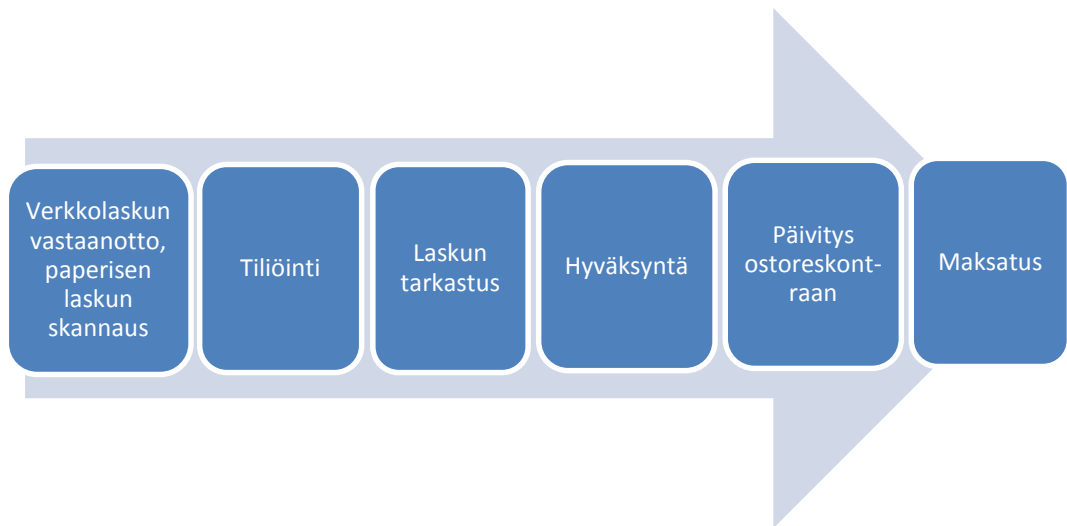 Verkkolaskun
vastaanotto,
paperisen
laskun
skannaus
Tiliöinti
Laskun
tarkastus
Hyväksyntä
Päivitys
ostoreskont-
raan
Maksatus